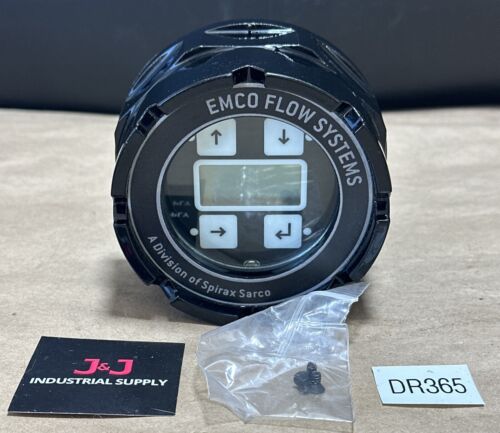 EMCO FLOW SYSTEMS
A Division of Spirax Sarco
J&J
INDUSTRIAL SUPPLY
DR365